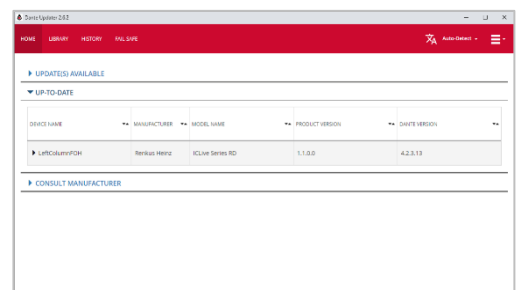 Dante Updater 2.8.2
HOME LIBRARY HISTORY FAIL SAFE Auto-Detect
UPDATE(S) AVAILABLE
UP-TO-DATE
DEVICE NAME MANUFACTURER MODEL NAME PRODUCT VERSION DANTE VERSION
LeftColumnFOH Renkus Heinz ICLive Series RD 1.1.0.0 4.2.3.13
CONSULT MANUFACTURER